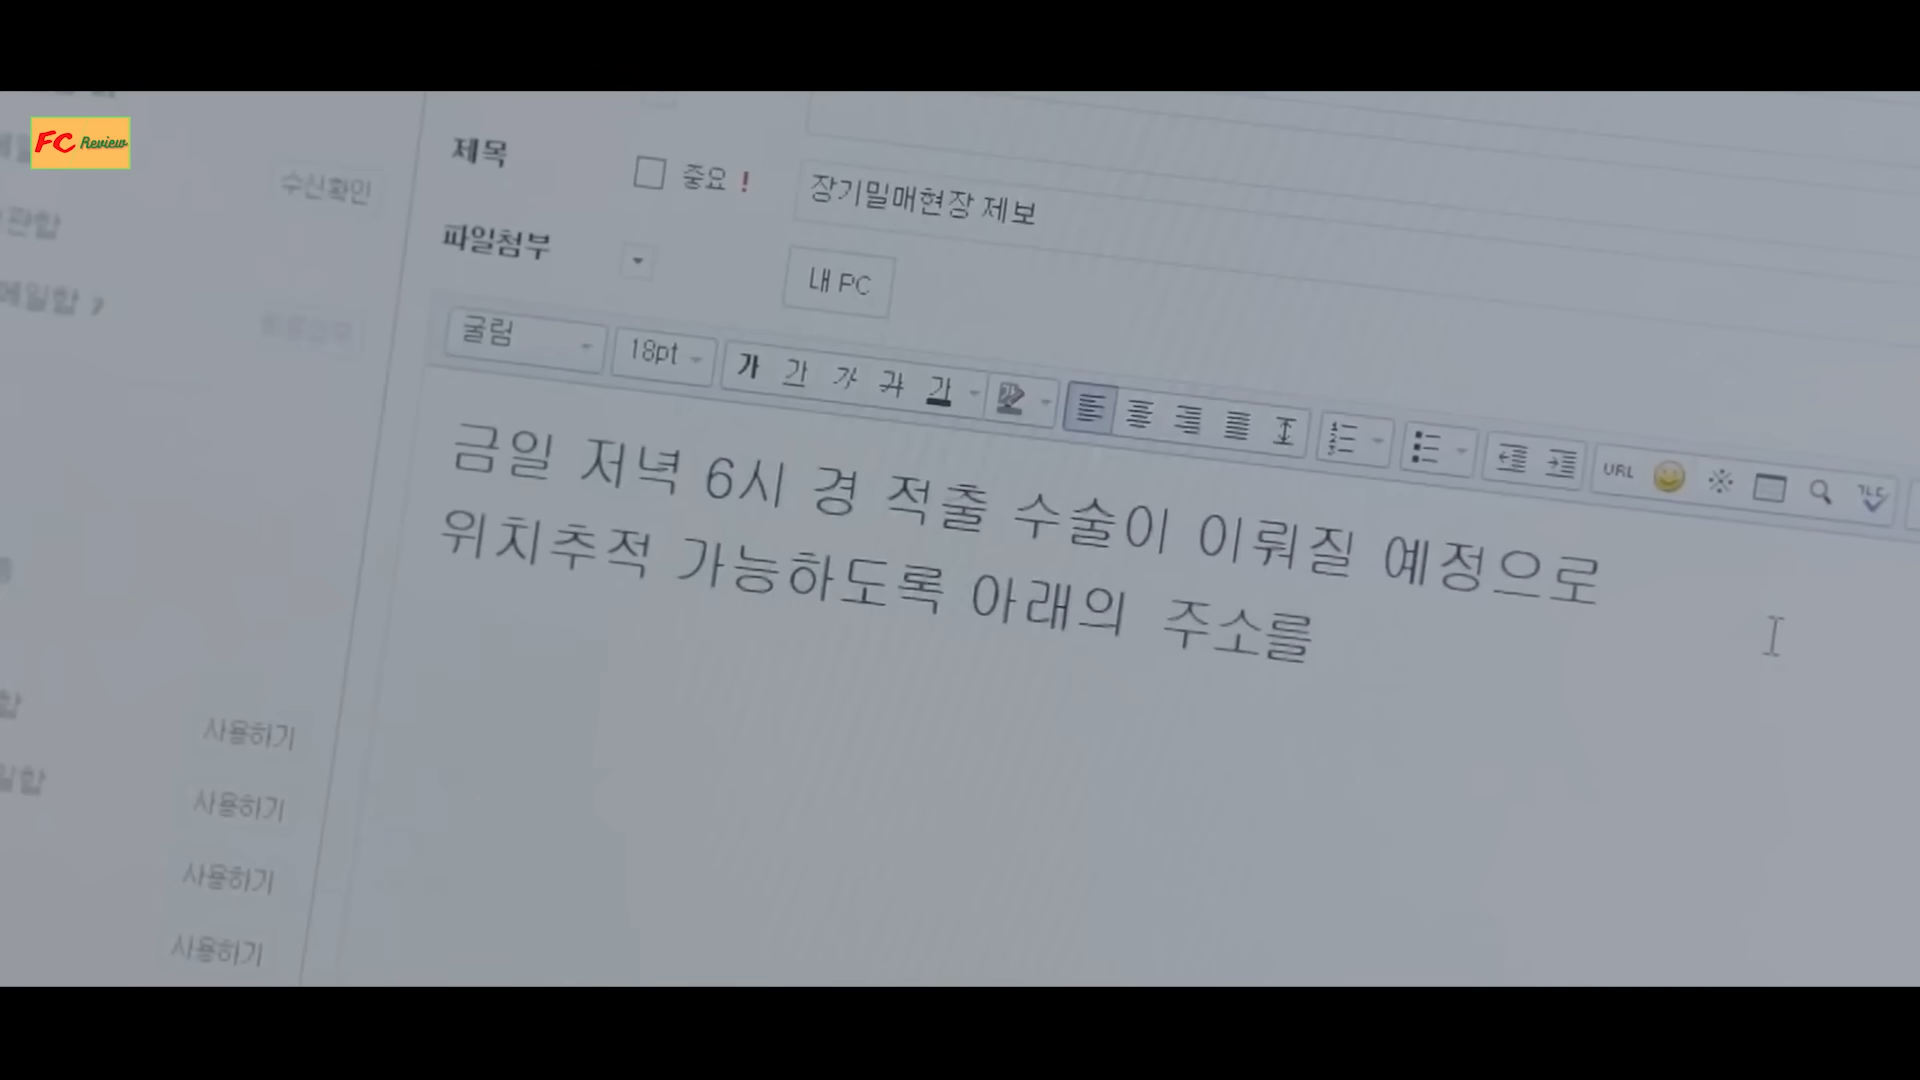 FC Review
제목
중요 !
장기밀매현장 제보
수신확인
파일첨부
내 PC
굴림
18pt
가 가 가 가 가
URL
금일 저녁 6시 경 적출 수술이 이뤄질 예정으로
위치추적 가능하도록 아래의 주소를
사용하기
사용하기
사용하기
사용하기